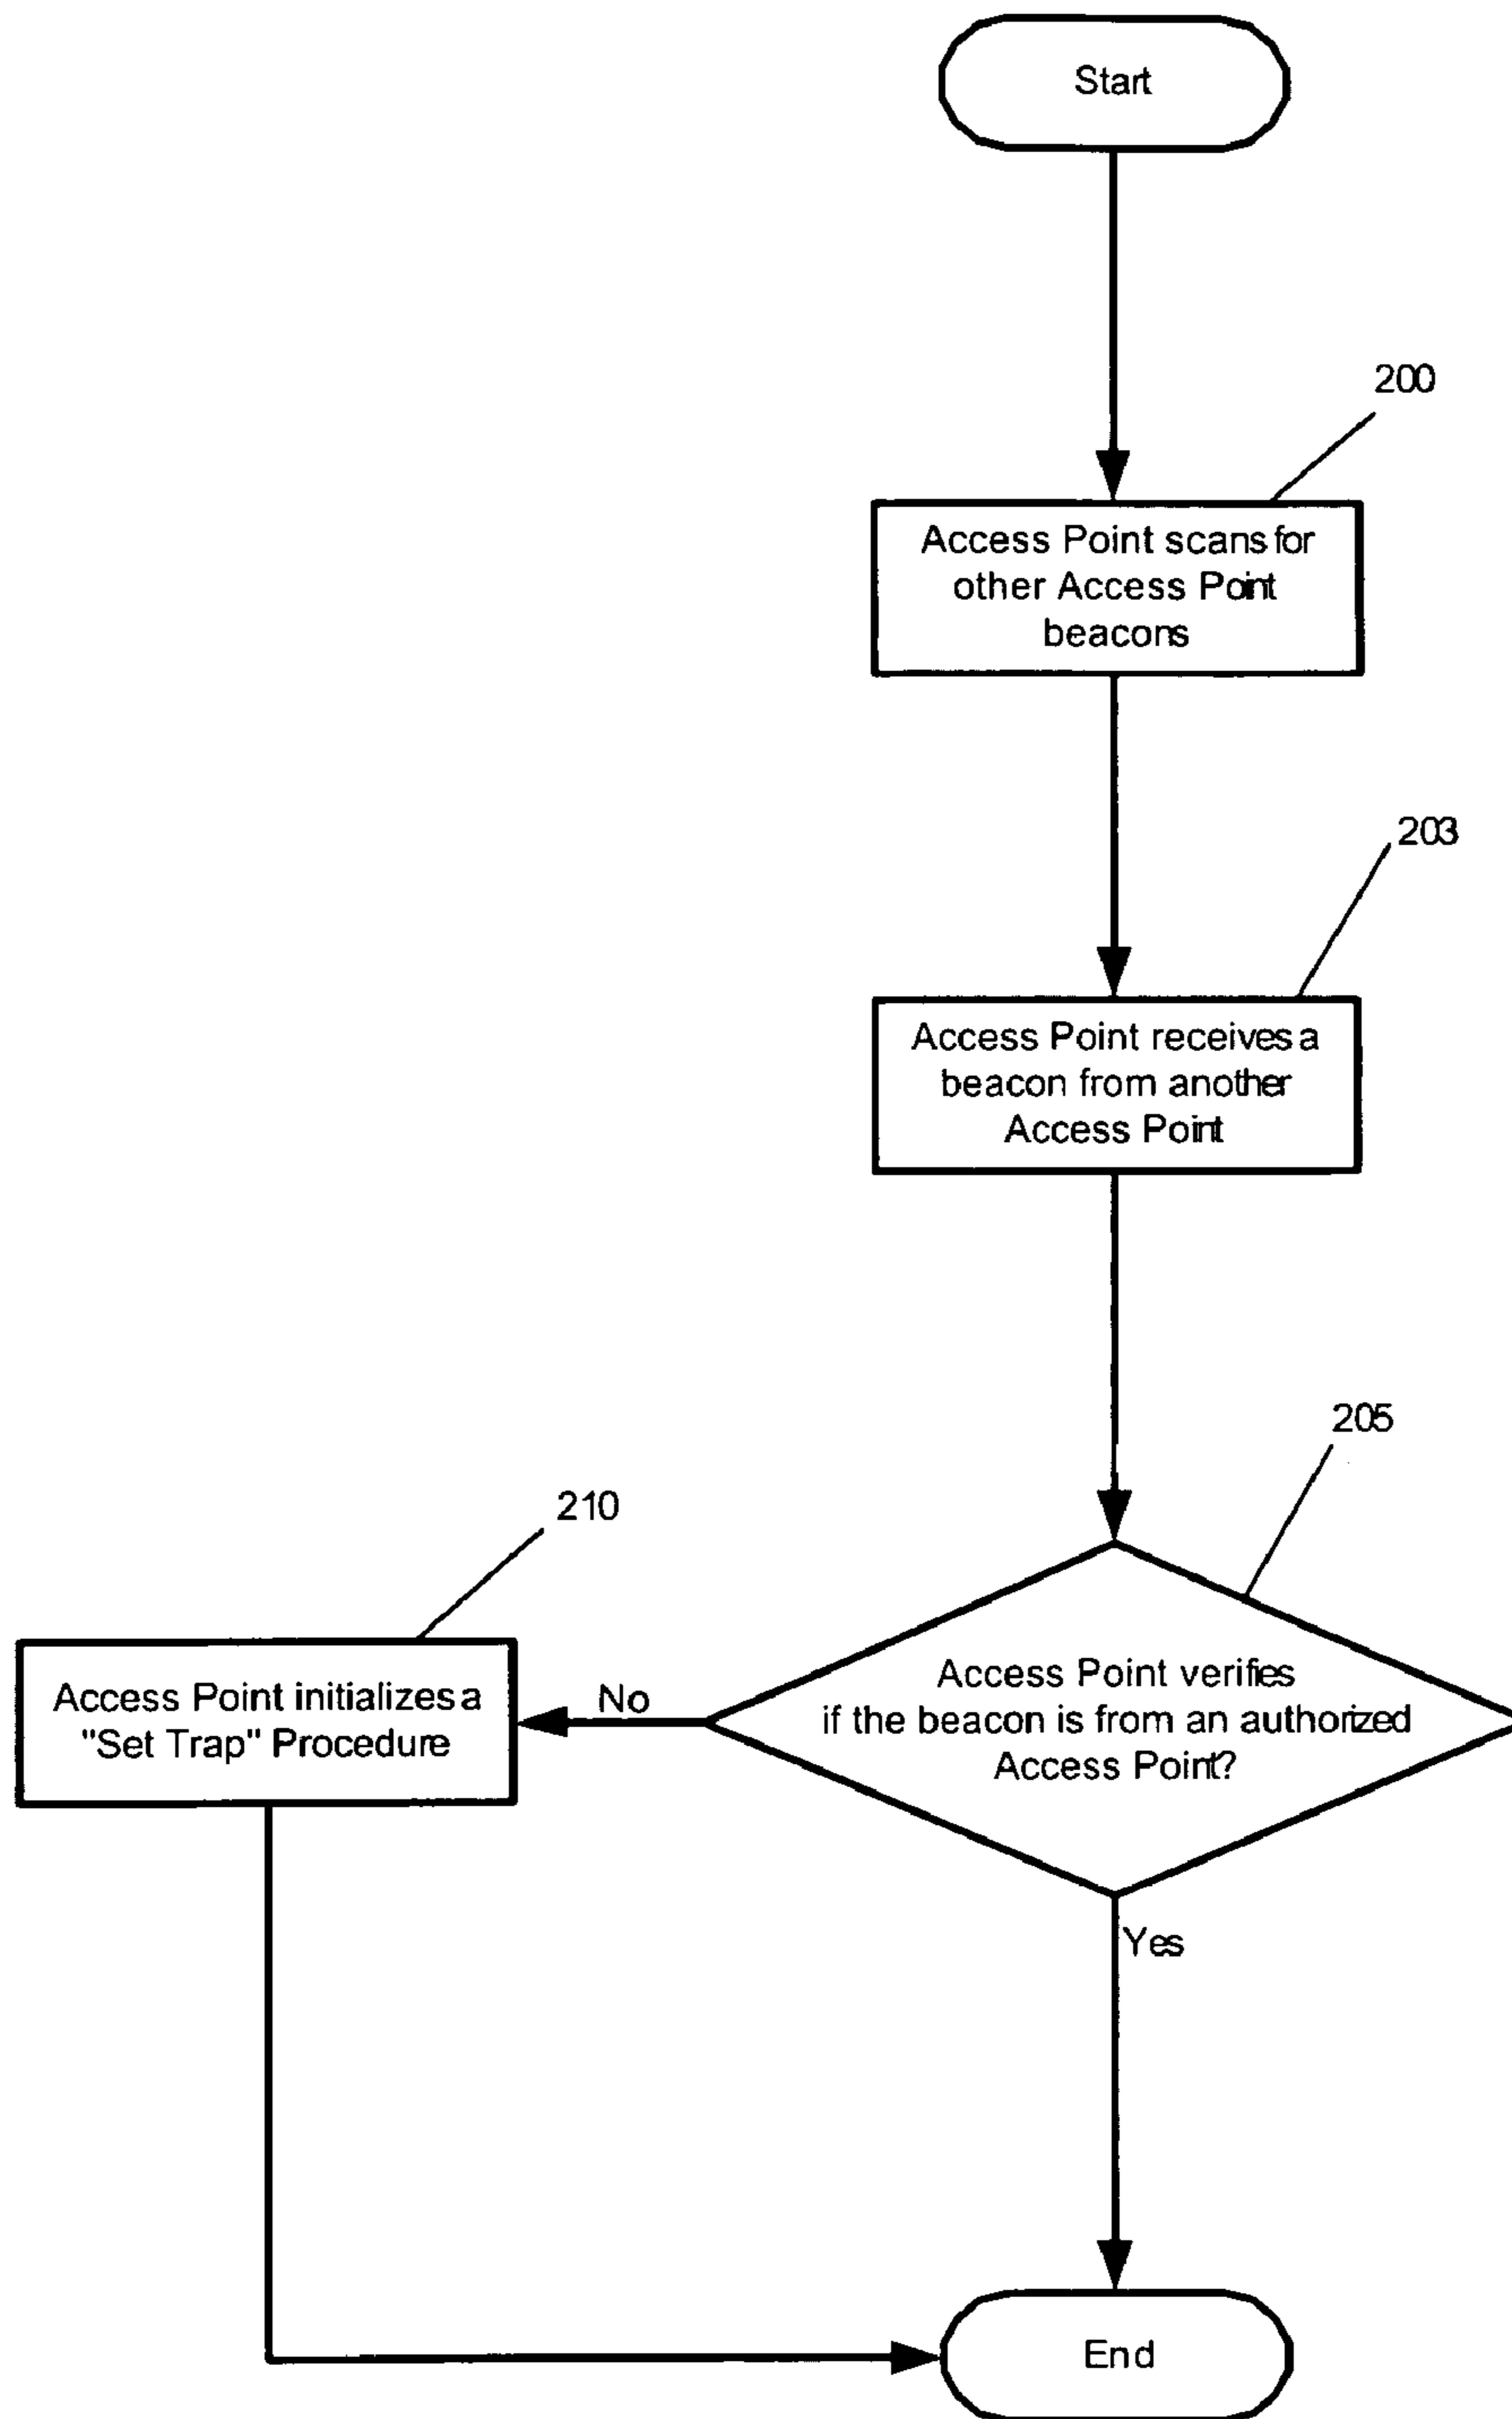 Start
200
Access Point scans for
other Access Point
beacons
203
Access Point receives a
beacon from another
Access Point
205
210
Access Point verifies
if the beacon is from an authorized
Access Point?
No
Access Point initializes a
"Set Trap" Procedure
Yes
End